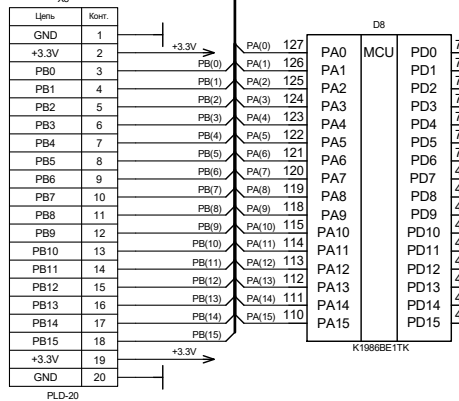 Цепь Конт.
GND 1
+3.3V 2
PB0 3
PB1 4
PB2 5
PB3 6
PB4 7
PB5 8
PB6 9
PB7 10
PB8 11
PB9 12
PB10 13
PB11 14
PB12 15
PB13 16
PB14 17
PB15 18
+3.3V 19
GND 20
PLD-20
+3.3V
PB(0)
PB(1)
PB(2)
PB(3)
PB(4)
PB(5)
PB(6)
PB(7)
PB(8)
PB(9)
PB(10)
PB(11)
PB(12)
PB(13)
PB(14)
PB(15)
+3.3V
D8
MCU
PA(0) 127 PA0 PD0
PA(1) 126 PA1 PD1
PA(2) 125 PA2 PD2
PA(3) 124 PA3 PD3
PA(4) 123 PA4 PD4
PA(5) 122 PA5 PD5
PA(6) 121 PA6 PD6
PA(7) 120 PA7 PD7
PA(8) 119 PA8 PD8
PA(9) 118 PA9 PD9
PA(10) 115 PA10 PD10
PA(11) 114 PA11 PD11
PA(12) 113 PA12 PD12
PA(13) 112 PA13 PD13
PA(14) 111 PA14 PD14
PA(15) 110 PA15 PD15
K1986BE1TK